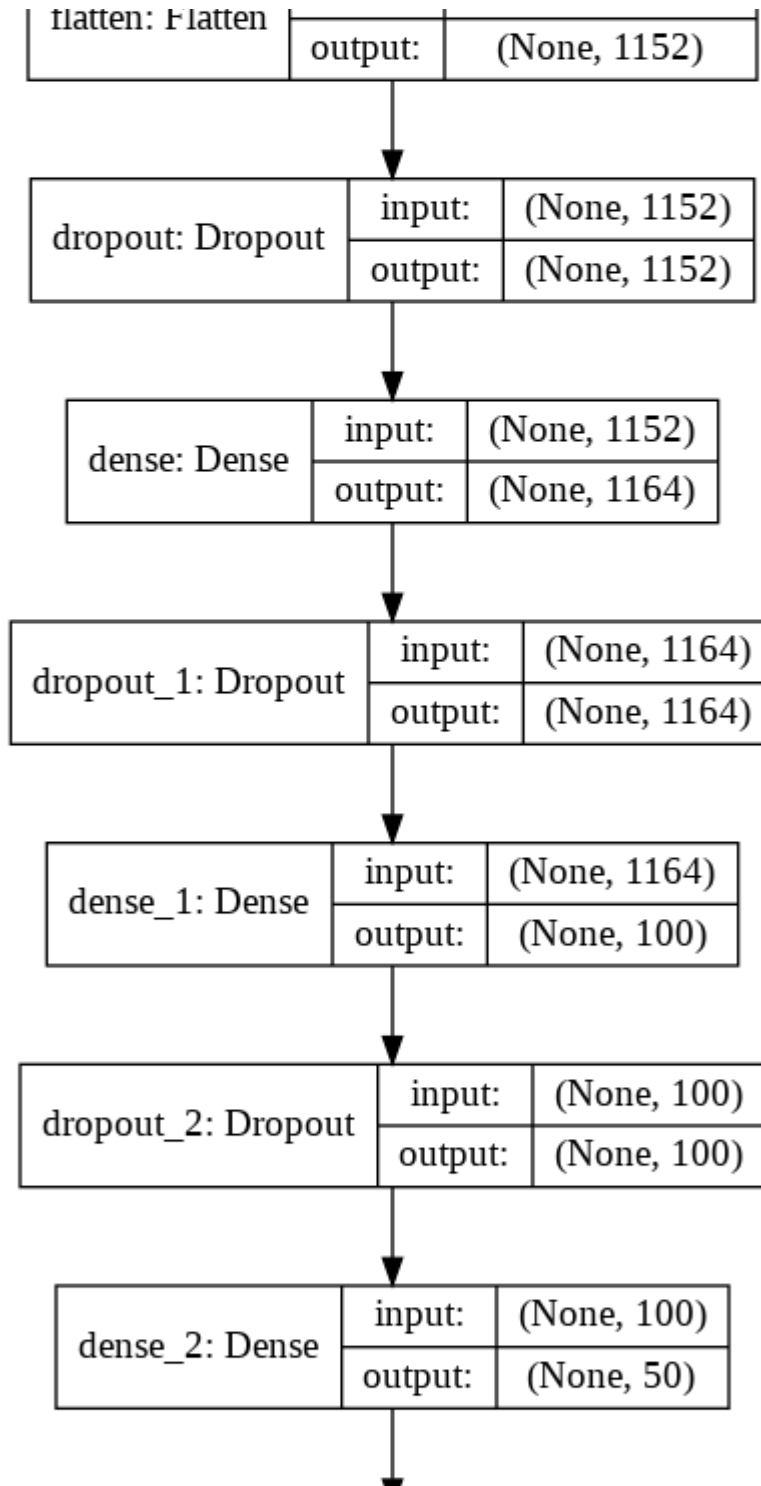 flatten: Flatten
output: (None, 1152)
dropout: Dropout
input: (None, 1152)
output: (None, 1152)
dense: Dense
input: (None, 1152)
output: (None, 1164)
dropout_1: Dropout
input: (None, 1164)
output: (None, 1164)
dense_1: Dense
input: (None, 1164)
output: (None, 100)
dropout_2: Dropout
input: (None, 100)
output: (None, 100)
dense_2: Dense
input: (None, 100)
output: (None, 50)